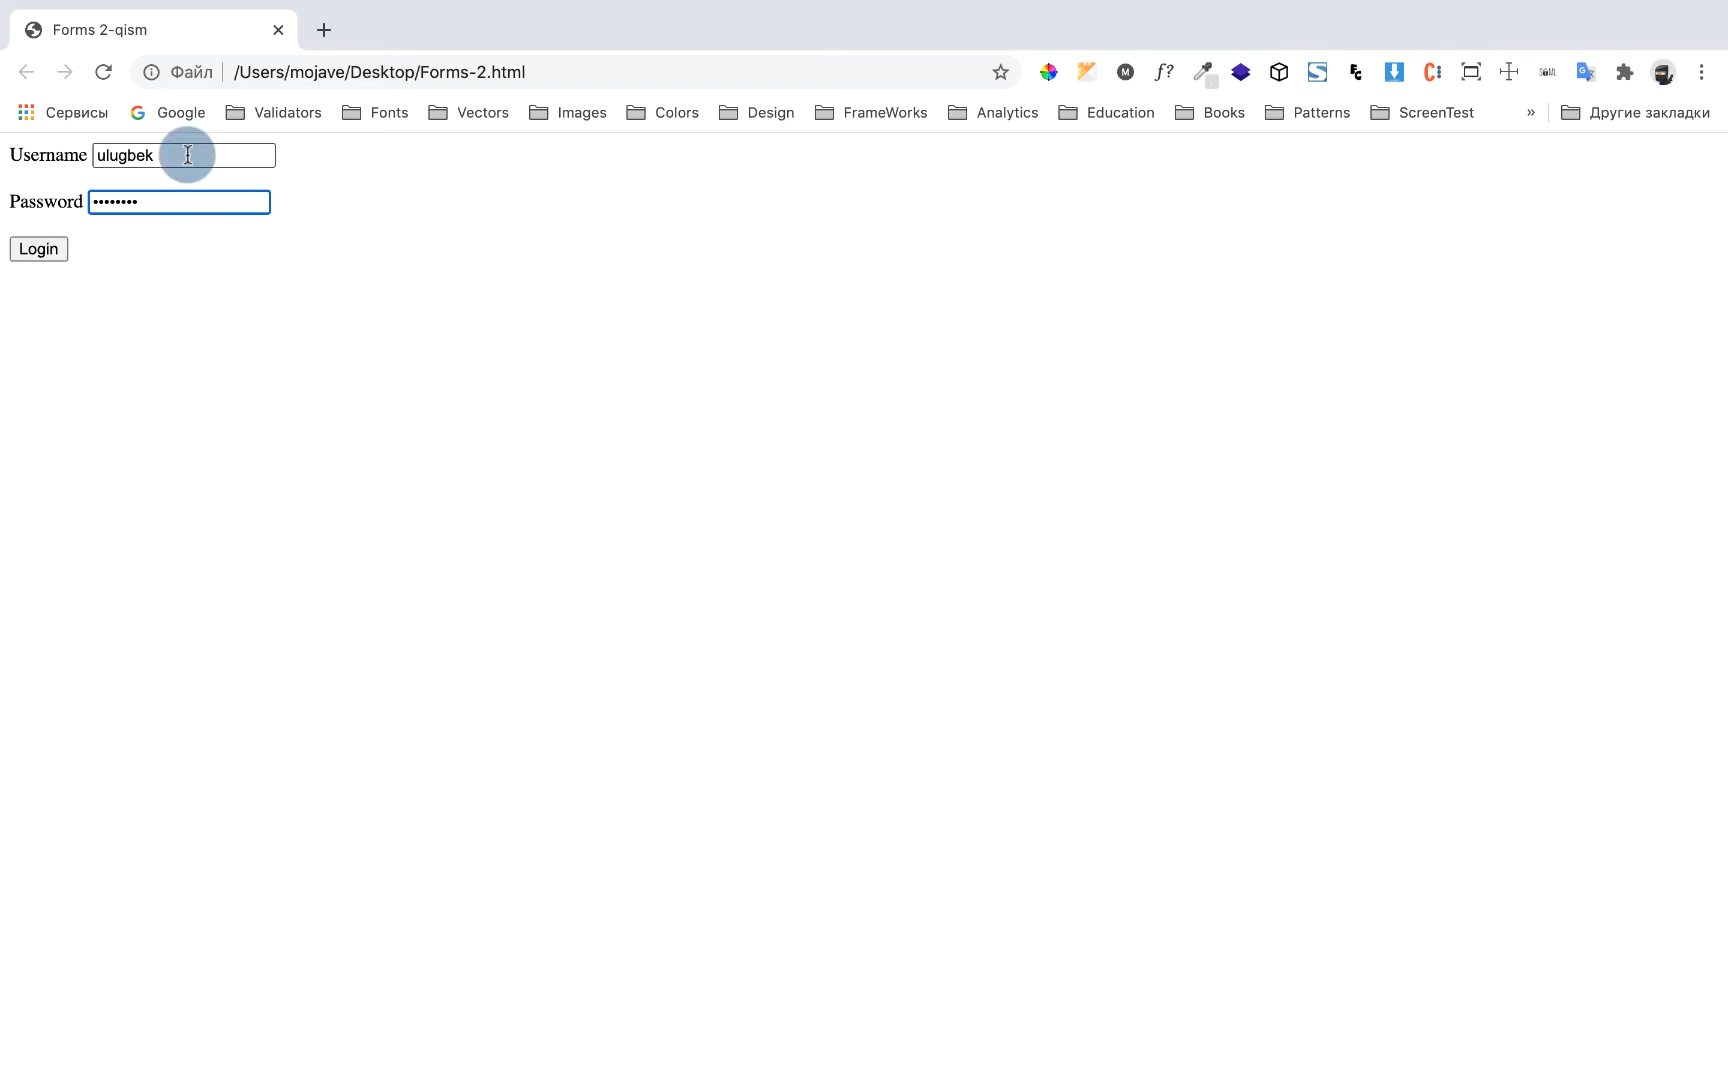 Forms 2-qism
Файл /Users/mojave/Desktop/Forms-2.html
Сервисы Google Validators Fonts Vectors Images Colors Design FrameWorks Analytics Education Books Patterns ScreenTest » Другие закладки
Username ulugbek
Password ••••••••
Login